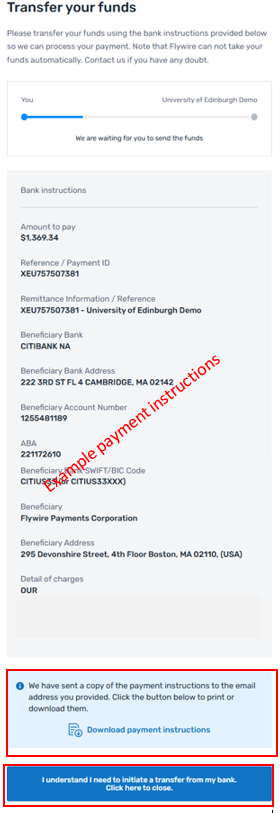 Transfer your funds
Please transfer your funds using the bank instructions provided below
so we can process your payment. Note that Flywire can not take your
funds automatically. Contact us if you have any doubt.
You University of Edinburgh Demo
We are waiting for you to send the funds
Bank instructions
Amount to pay
$1,369.34
Reference / Payment ID
XEU757507381
Remittance Information / Reference
XEU757507381 - University of Edinburgh Demo
Beneficiary Bank
CITIBANK NA
Beneficiary Bank Address
222 3RD ST FL 4 CAMBRIDGE, MA 02142
Beneficiary Account Number
1255481189
ABA
221172610
Beneficiary Bank SWIFT/BIC Code
CITIUS33 (or CITIUS33XXX)
Beneficiary
Flywire Payments Corporation
Beneficiary Address
295 Devonshire Street, 4th Floor Boston, MA 02110, (USA)
Detail of charges
OUR
Example payment instructions
We have sent a copy of the payment instructions to the email
address you provided. Click the button below to print or
download them.
Download payment instructions
I understand I need to initiate a transfer from my bank.
Click here to close.